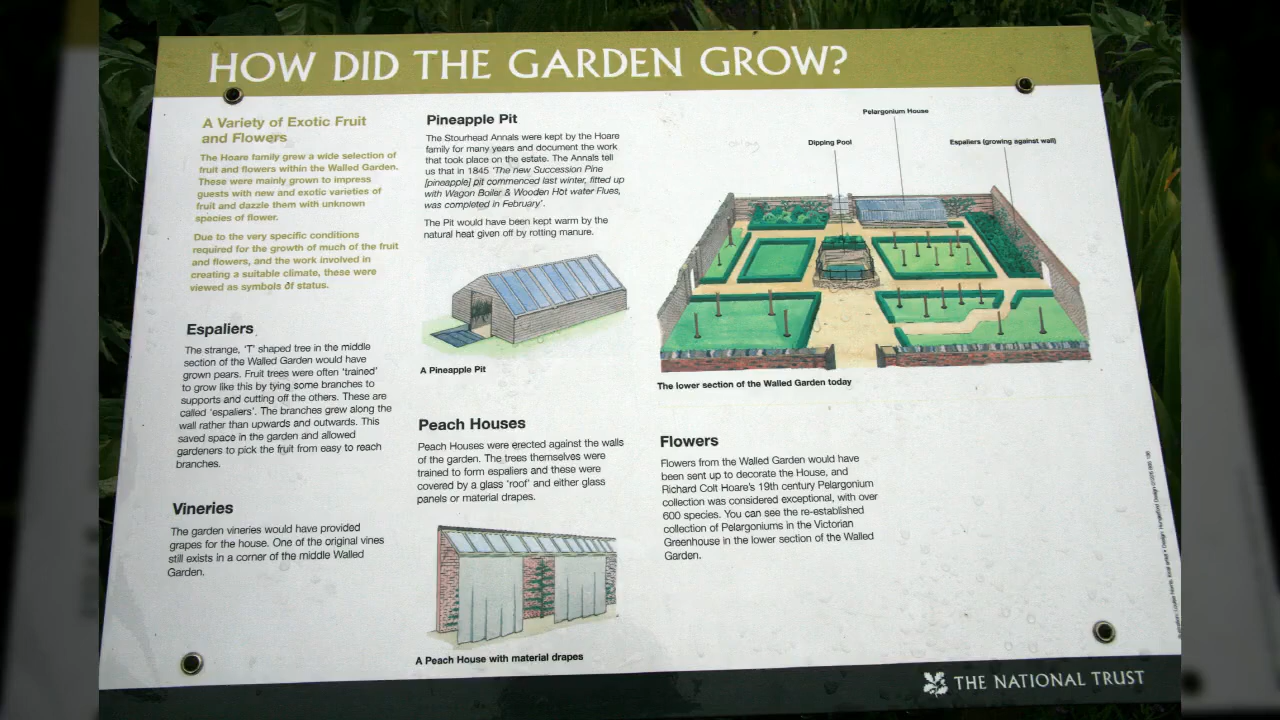 HOW DID THE GARDEN GROW?
A Variety of Exotic Fruit
and Flowers
The Hoare family grew a wide selection of
fruit and flowers within the Walled Garden.
These were mainly grown to impress
guests with new and exotic varieties of
fruit and dazzle them with unknown
species of flower.
Due to the very specific conditions
required for the growth of much of the fruit
and flowers, and the work involved in
creating a suitable climate, these were
viewed as symbols of status.
Espaliers
The strange, 'T' shaped tree in the middle
section of the Walled Garden would have
grown pears. Fruit trees were often 'trained'
to grow like this by tying some branches to
supports and cutting off the others. These are
called 'espaliers'. The branches grew along the
wall rather than upwards and outwards. This
saved space in the garden and allowed
gardeners to pick the fruit from easy to reach
branches.
Vineries
The garden vineries would have provided
grapes for the house. One of the original vines
still exists in a corner of the middle Walled
Garden.
Pineapple Pit
The Stourhead Annals were kept by the Hoare
family for many years and document the work
that took place on the estate. The Annals tell
us that in 1845 'The new Succession Pine
[pineapple] pit commenced last winter, fitted up
with Wagon Boiler & Wooden Hot water Flues,
was completed in February'.
The Pit would have been kept warm by the
natural heat given off by rotting manure.
A Pineapple Pit
Peach Houses
Peach Houses were erected against the walls
of the garden. The trees themselves were
trained to form espaliers and these were
covered by a glass 'roof' and either glass
panels or material drapes.
A Peach House with material drapes
Pelargonium House
Dipping Pool
Espaliers (growing against wall)
The lower section of the Walled Garden today
Flowers
Flowers from the Walled Garden would have
been sent up to decorate the House, and
Richard Colt Hoare's 19th century Pelargonium
collection was considered exceptional, with over
600 species. You can see the re-established
collection of Pelargoniums in the Victorian
Greenhouse in the lower section of the Walled
Garden.
THE NATIONAL TRUST